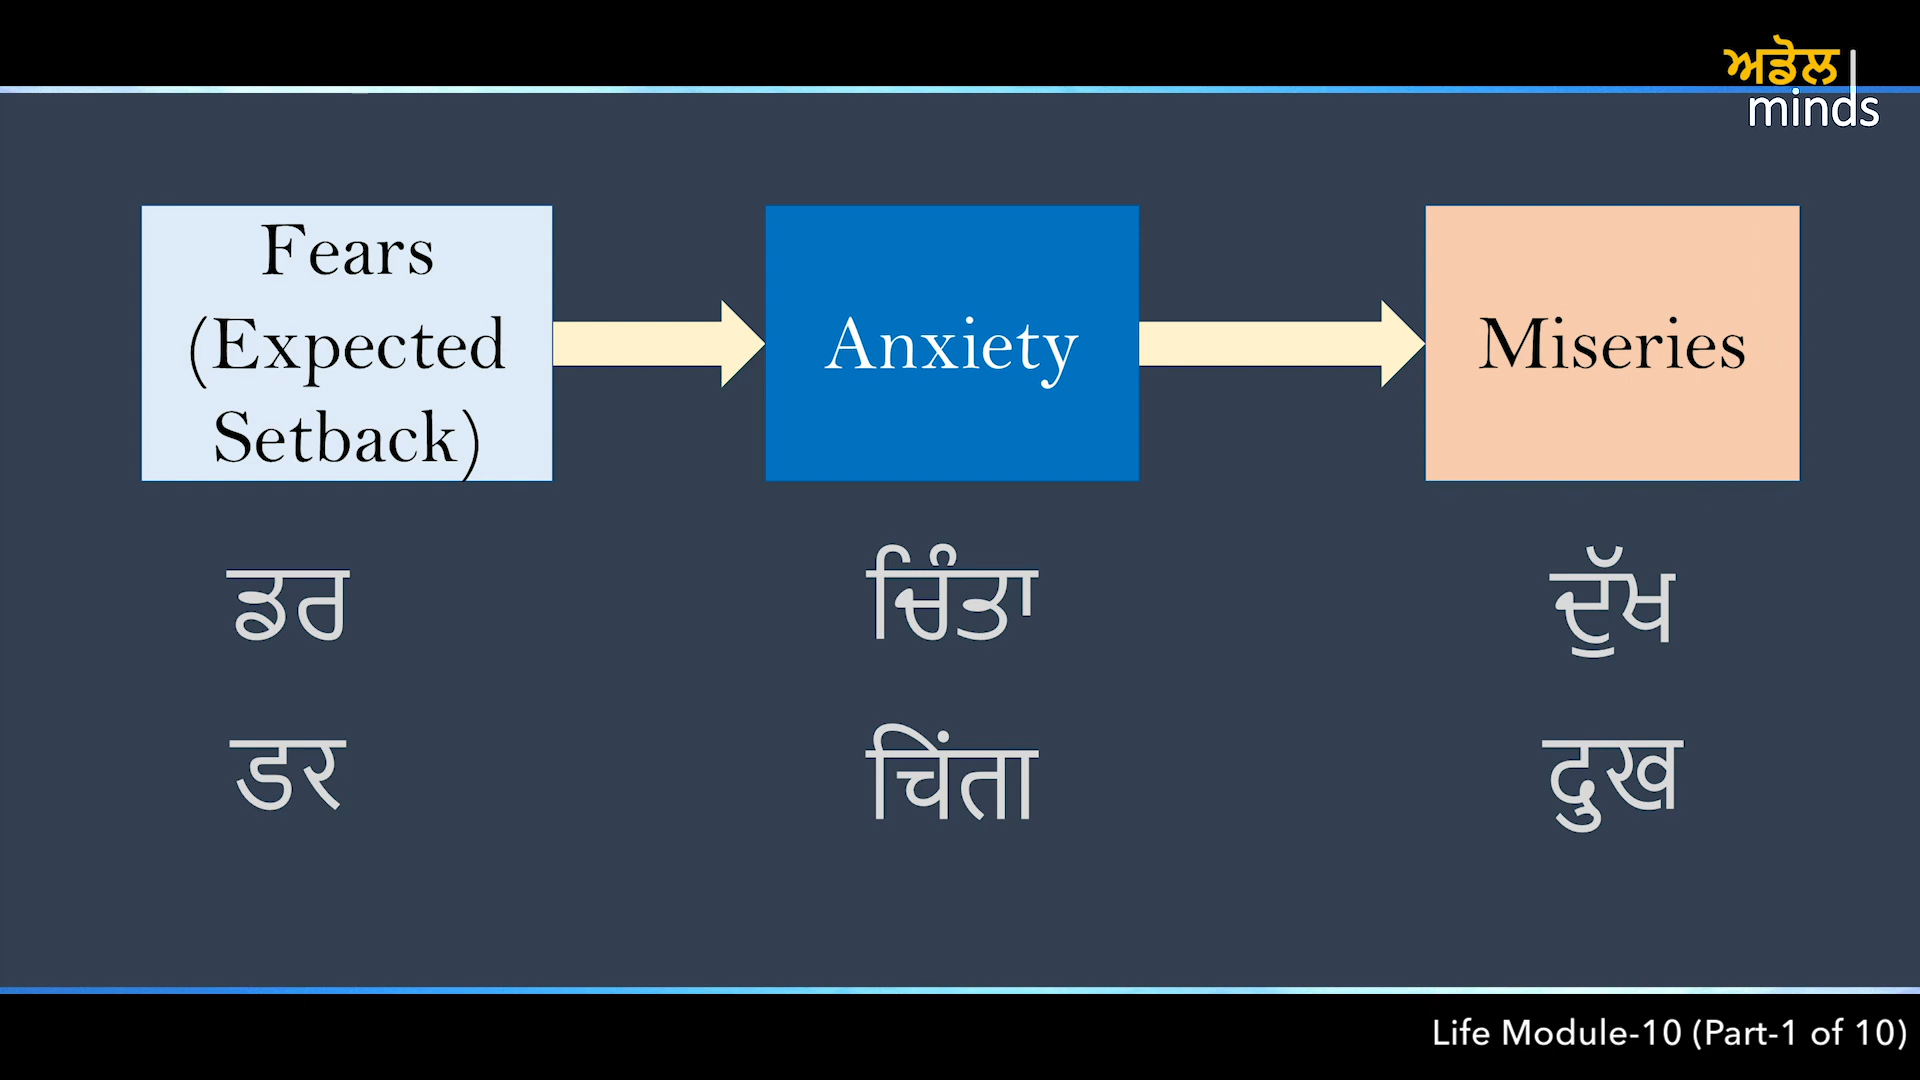 ਅਡੋਲ
minds
Fears
(Expected
Setback)
Anxiety
Miseries
ਡਰ
ਚਿੰਤਾ
ਦੁੱਖ
डर
चिंता
दुख
Life Module-10 (Part-1 of 10)